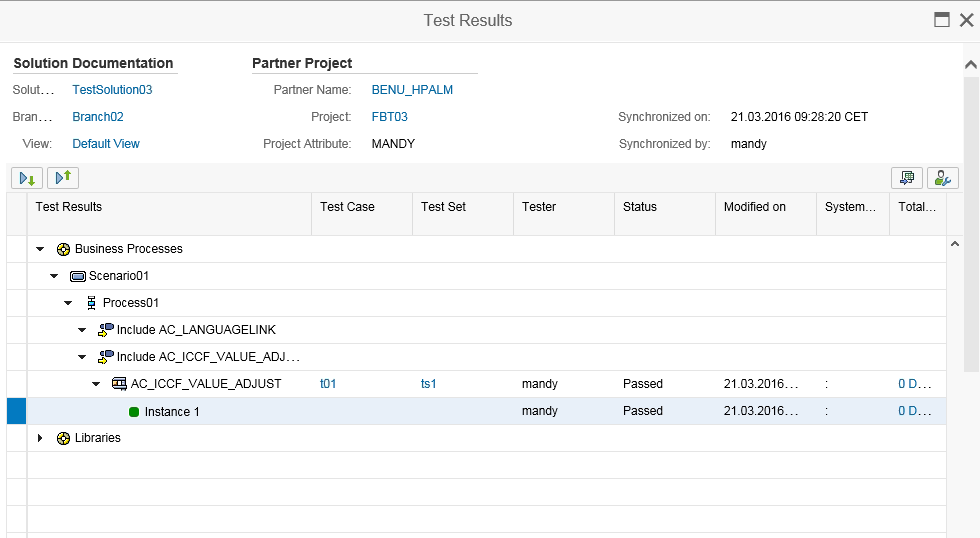 Test Results
Solution Documentation Partner Project
Solut... TestSolution03 Partner Name: BENU_HPALM
Bran... Branch02 Project: FBT03 Synchronized on: 21.03.2016 09:28:20 CET
View: Default View Project Attribute: MANDY Synchronized by: mandy
Test Results Test Case Test Set Tester Status Modified on System... Total...
Business Processes
Scenario01
Process01
Include AC_LANGUAGELINK
Include AC_ICCF_VALUE_ADJ...
AC_ICCF_VALUE_ADJUST t01 ts1 mandy Passed 21.03.2016... : 0 D...
Instance 1 mandy Passed 21.03.2016... : 0 D...
Libraries